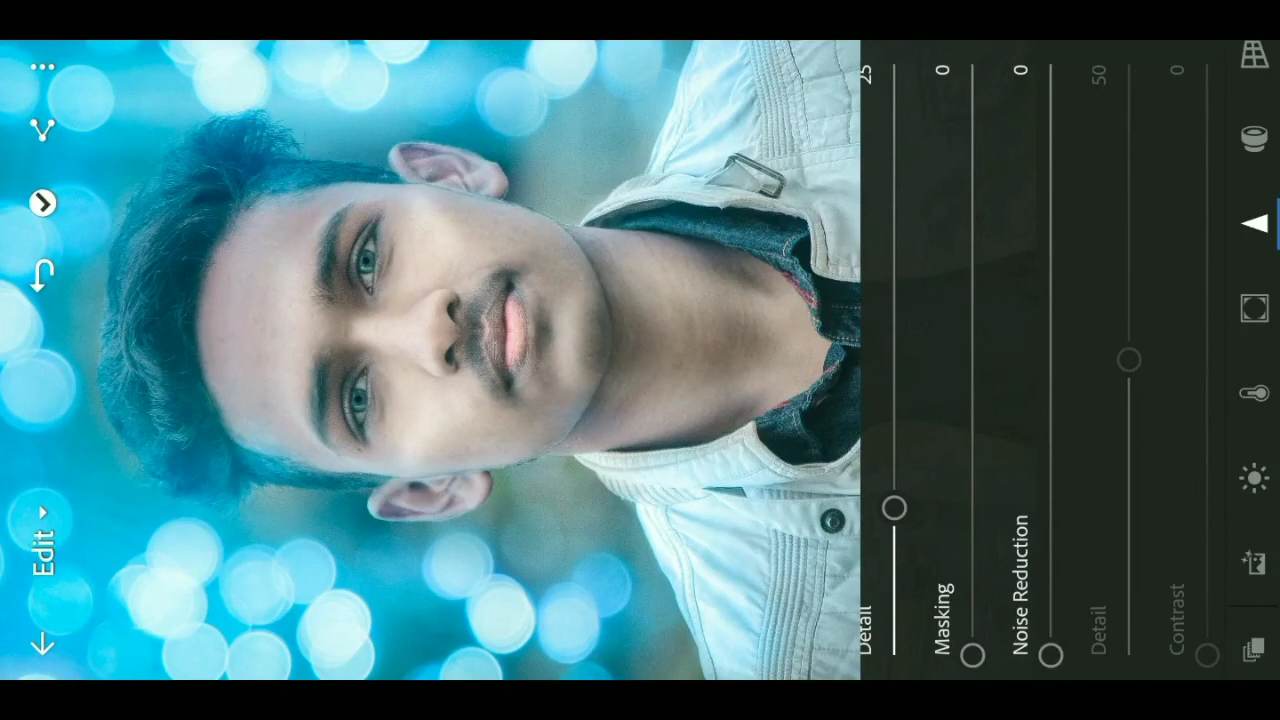 Edit
Detail
25
Masking
0
Noise Reduction
0
Detail
50
Contrast
0